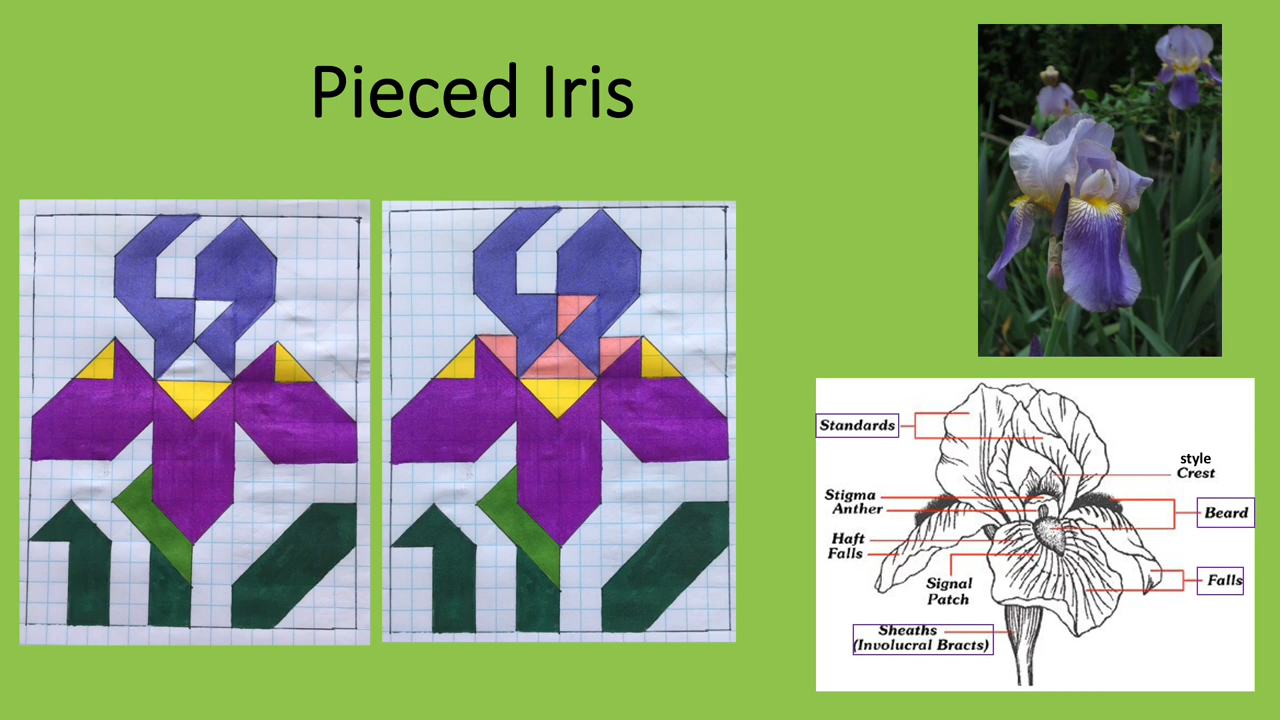 Pieced Iris
Standards
style
Crest
Stigma
Anther
Beard
Haft
Falls
Signal
Patch
Falls
Sheaths
(Involucral Bracts)